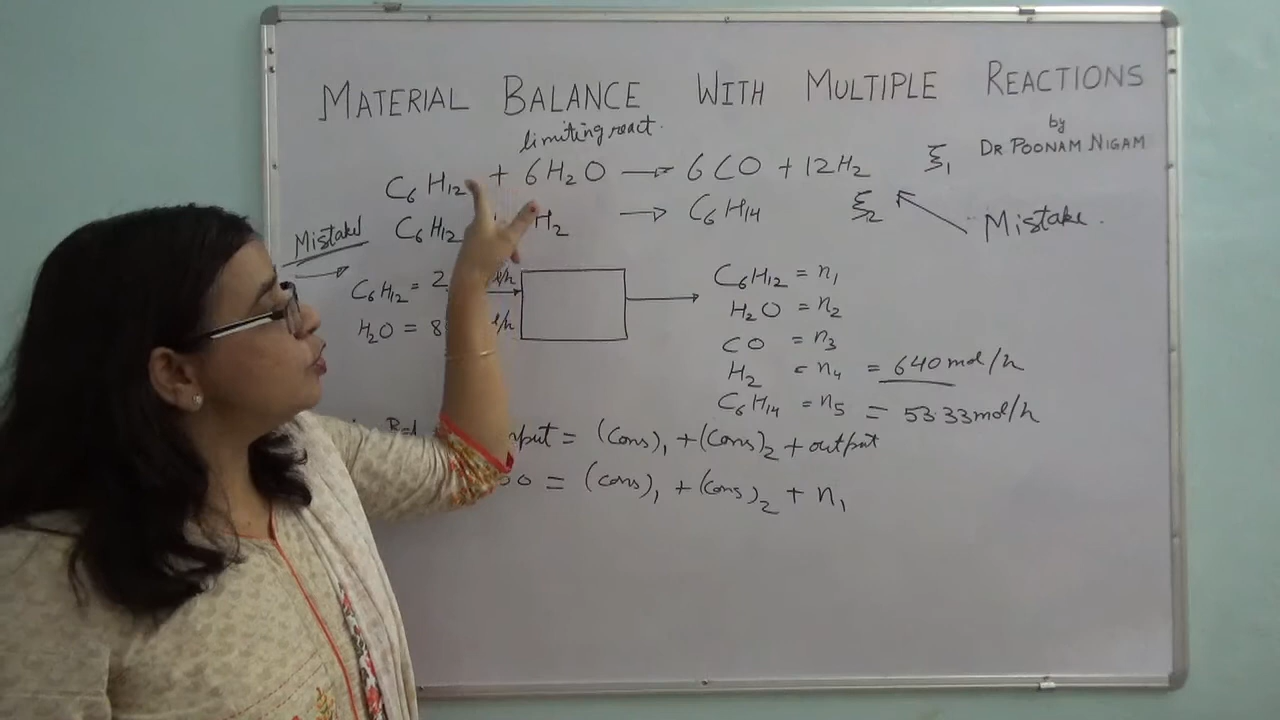 MATERIAL BALANCE WITH MULTIPLE REACTIONS
by
DR POONAM NIGAM
limiting react.
C6H12 + 6H2O → 6CO + 12H2 ξ1
C6H12 H2 → C6H14 ξ2
Mistake.
Mistake
C6H12 = 2
H2O = 8
C6H12 = n1
H2O = n2
CO = n3
H2 = n4 = 640 mol/h
C6H14 = n5 = 53.33 mol/h
= (Cons)1 + (Cons)2 + output
= (Cons)1 + (Cons)2 + n1